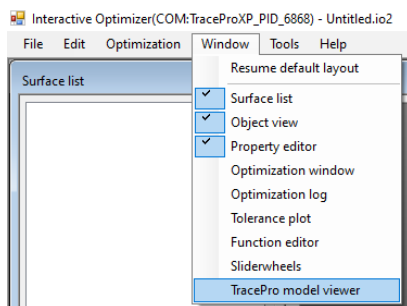 Interactive Optimizer(COM:TraceProXP_PID_6868) - Untitled.io2
File Edit Optimization Window Tools Help
Surface list
Resume default layout
Surface list
Object view
Property editor
Optimization window
Optimization log
Tolerance plot
Function editor
Sliderwheels
TracePro model viewer